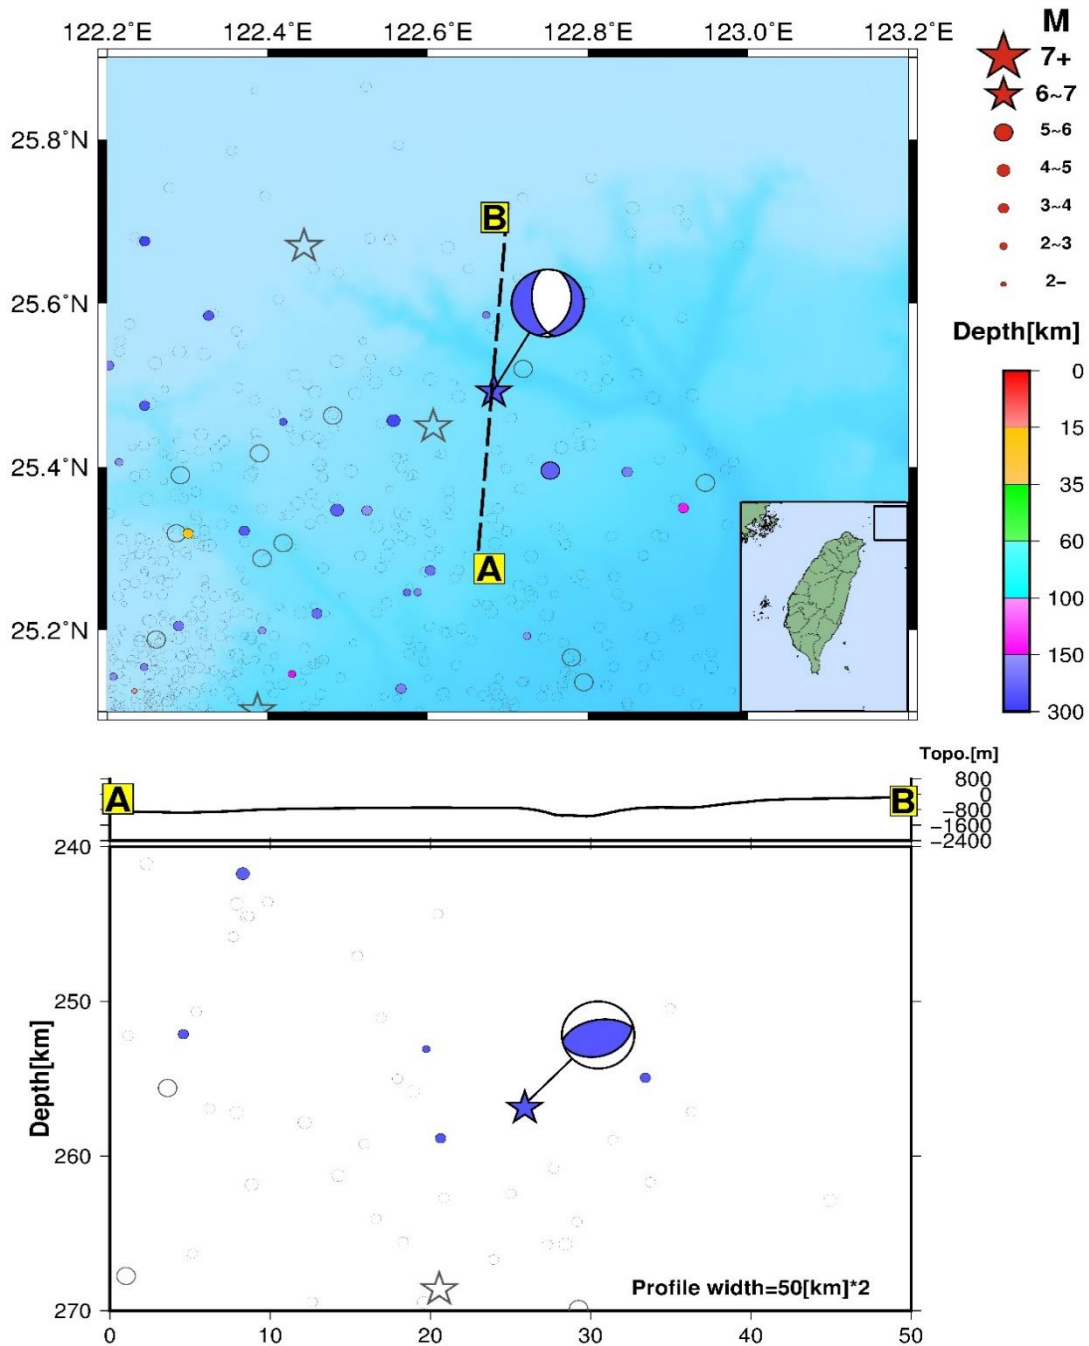 122.2°E 122.4°E 122.6°E 122.8°E 123.0°E 123.2°E
M
7+
6~7
5~6
4~5
3~4
2~3
2-
25.8°N
25.6°N
25.4°N
25.2°N
B
A
Depth[km]
0
15
35
60
100
150
300
Topo.[m]
A
B
800
0
-800
-1600
-2400
240
250
260
270
Depth[km]
Profile width=50[km]*2
0 10 20 30 40 50